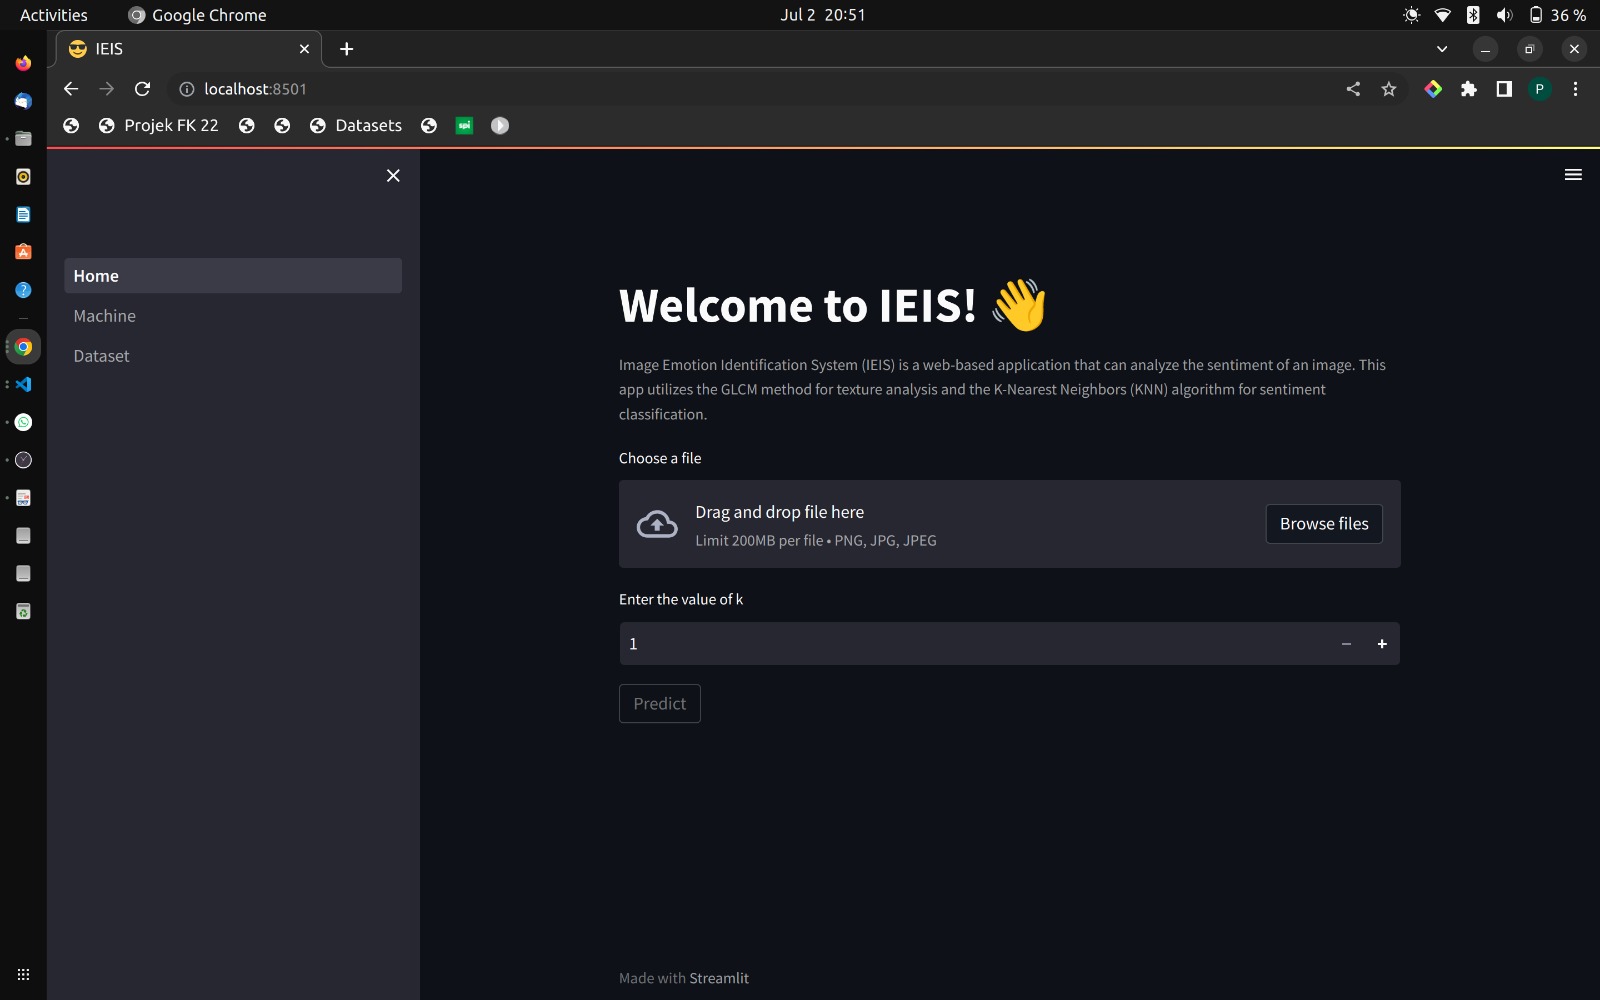 Activities
Google Chrome
Jul 2 20:51
36 %
IEIS
localhost:8501
P
Projek FK 22
Datasets
spi
Home
Machine
Dataset
Welcome to IEIS! 👋
Image Emotion Identification System (IEIS) is a web-based application that can analyze the sentiment of an image. This
app utilizes the GLCM method for texture analysis and the K-Nearest Neighbors (KNN) algorithm for sentiment
classification.
Choose a file
Drag and drop file here
Limit 200MB per file • PNG, JPG, JPEG
Browse files
Enter the value of k
1
Predict
Made with Streamlit